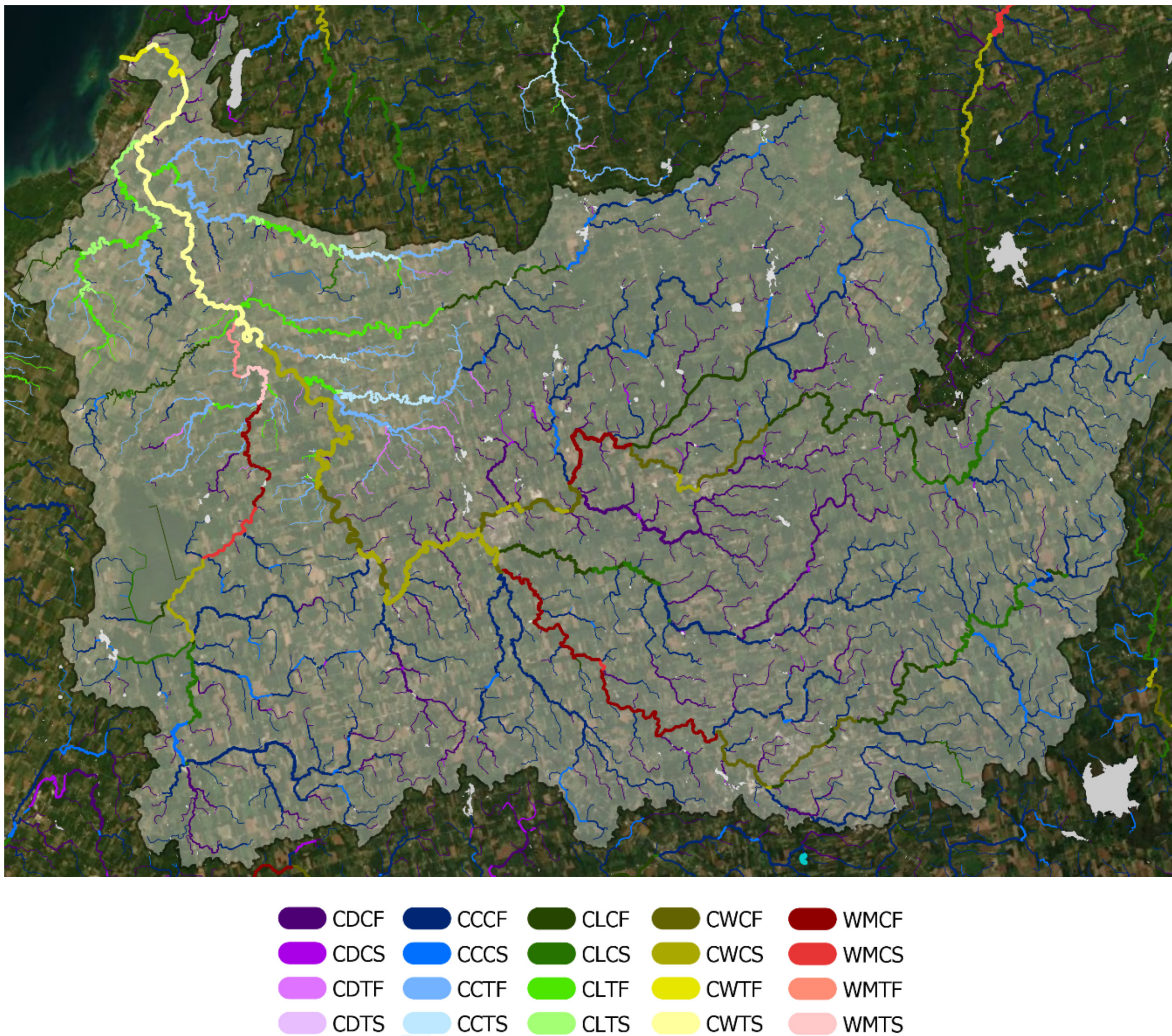 CDCF CCCF CLCF CWCF WMCF
CDCS CCCS CLCS CWCS WMCS
CDTF CCTF CLTF CWTF WMTF
CDTS CCTS CLTS CWTS WMTS